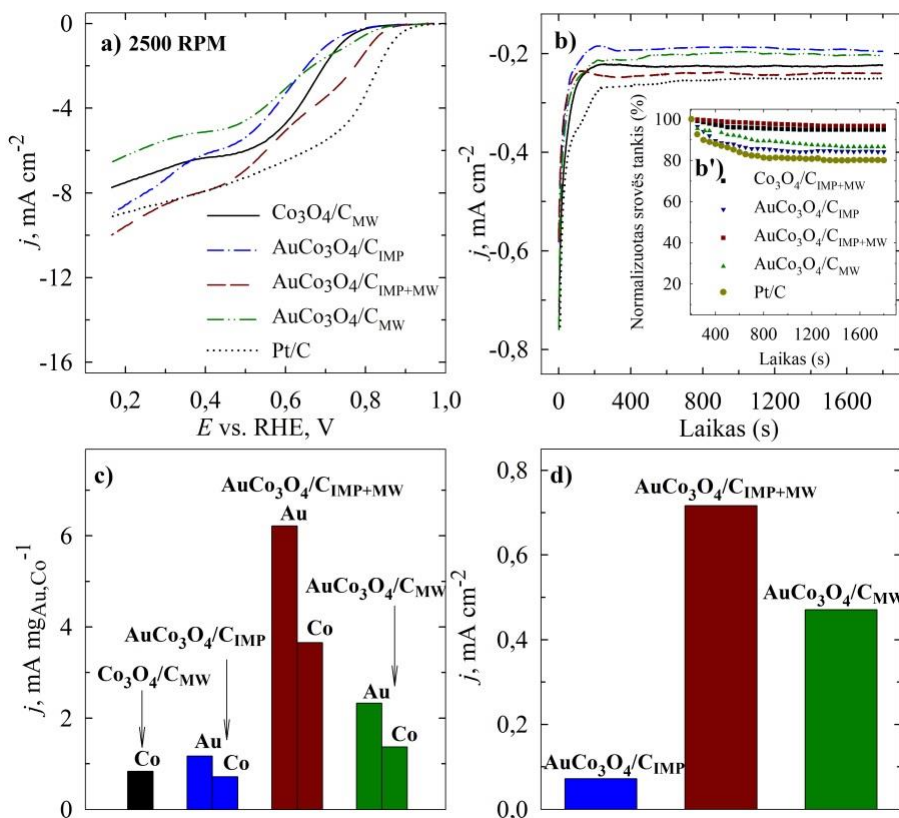 a) 2500 RPM
0
-4
-8
-12
-16
j, mA cm-2
0,2 0,4 0,6 0,8 1,0
E vs. RHE, V
Co3O4/CMW
AuCo3O4/CIMP
AuCo3O4/CIMP+MW
AuCo3O4/CMW
Pt/C
b)
-0,2
-0,4
-0,6
-0,8
j, mA cm-2
0 400 800 1200 1600
Laikas (s)
b')
Normalizuotas srovės tankis (%)
100
80
60
40
20
400 800 1200 1600
Laikas (s)
Co3O4/CIMP+MW
AuCo3O4/CIMP
AuCo3O4/CIMP+MW
AuCo3O4/CMW
Pt/C
c)
6
4
2
0
j, mA mgAu,Co-1
Co3O4/CMW
Co
AuCo3O4/CIMP
Au
Co
AuCo3O4/CIMP+MW
Au
Co
AuCo3O4/CMW
Au
Co
d)
0,8
0,6
0,4
0,2
0,0
j, mA cm-2
AuCo3O4/CIMP
AuCo3O4/CIMP+MW
AuCo3O4/CMW